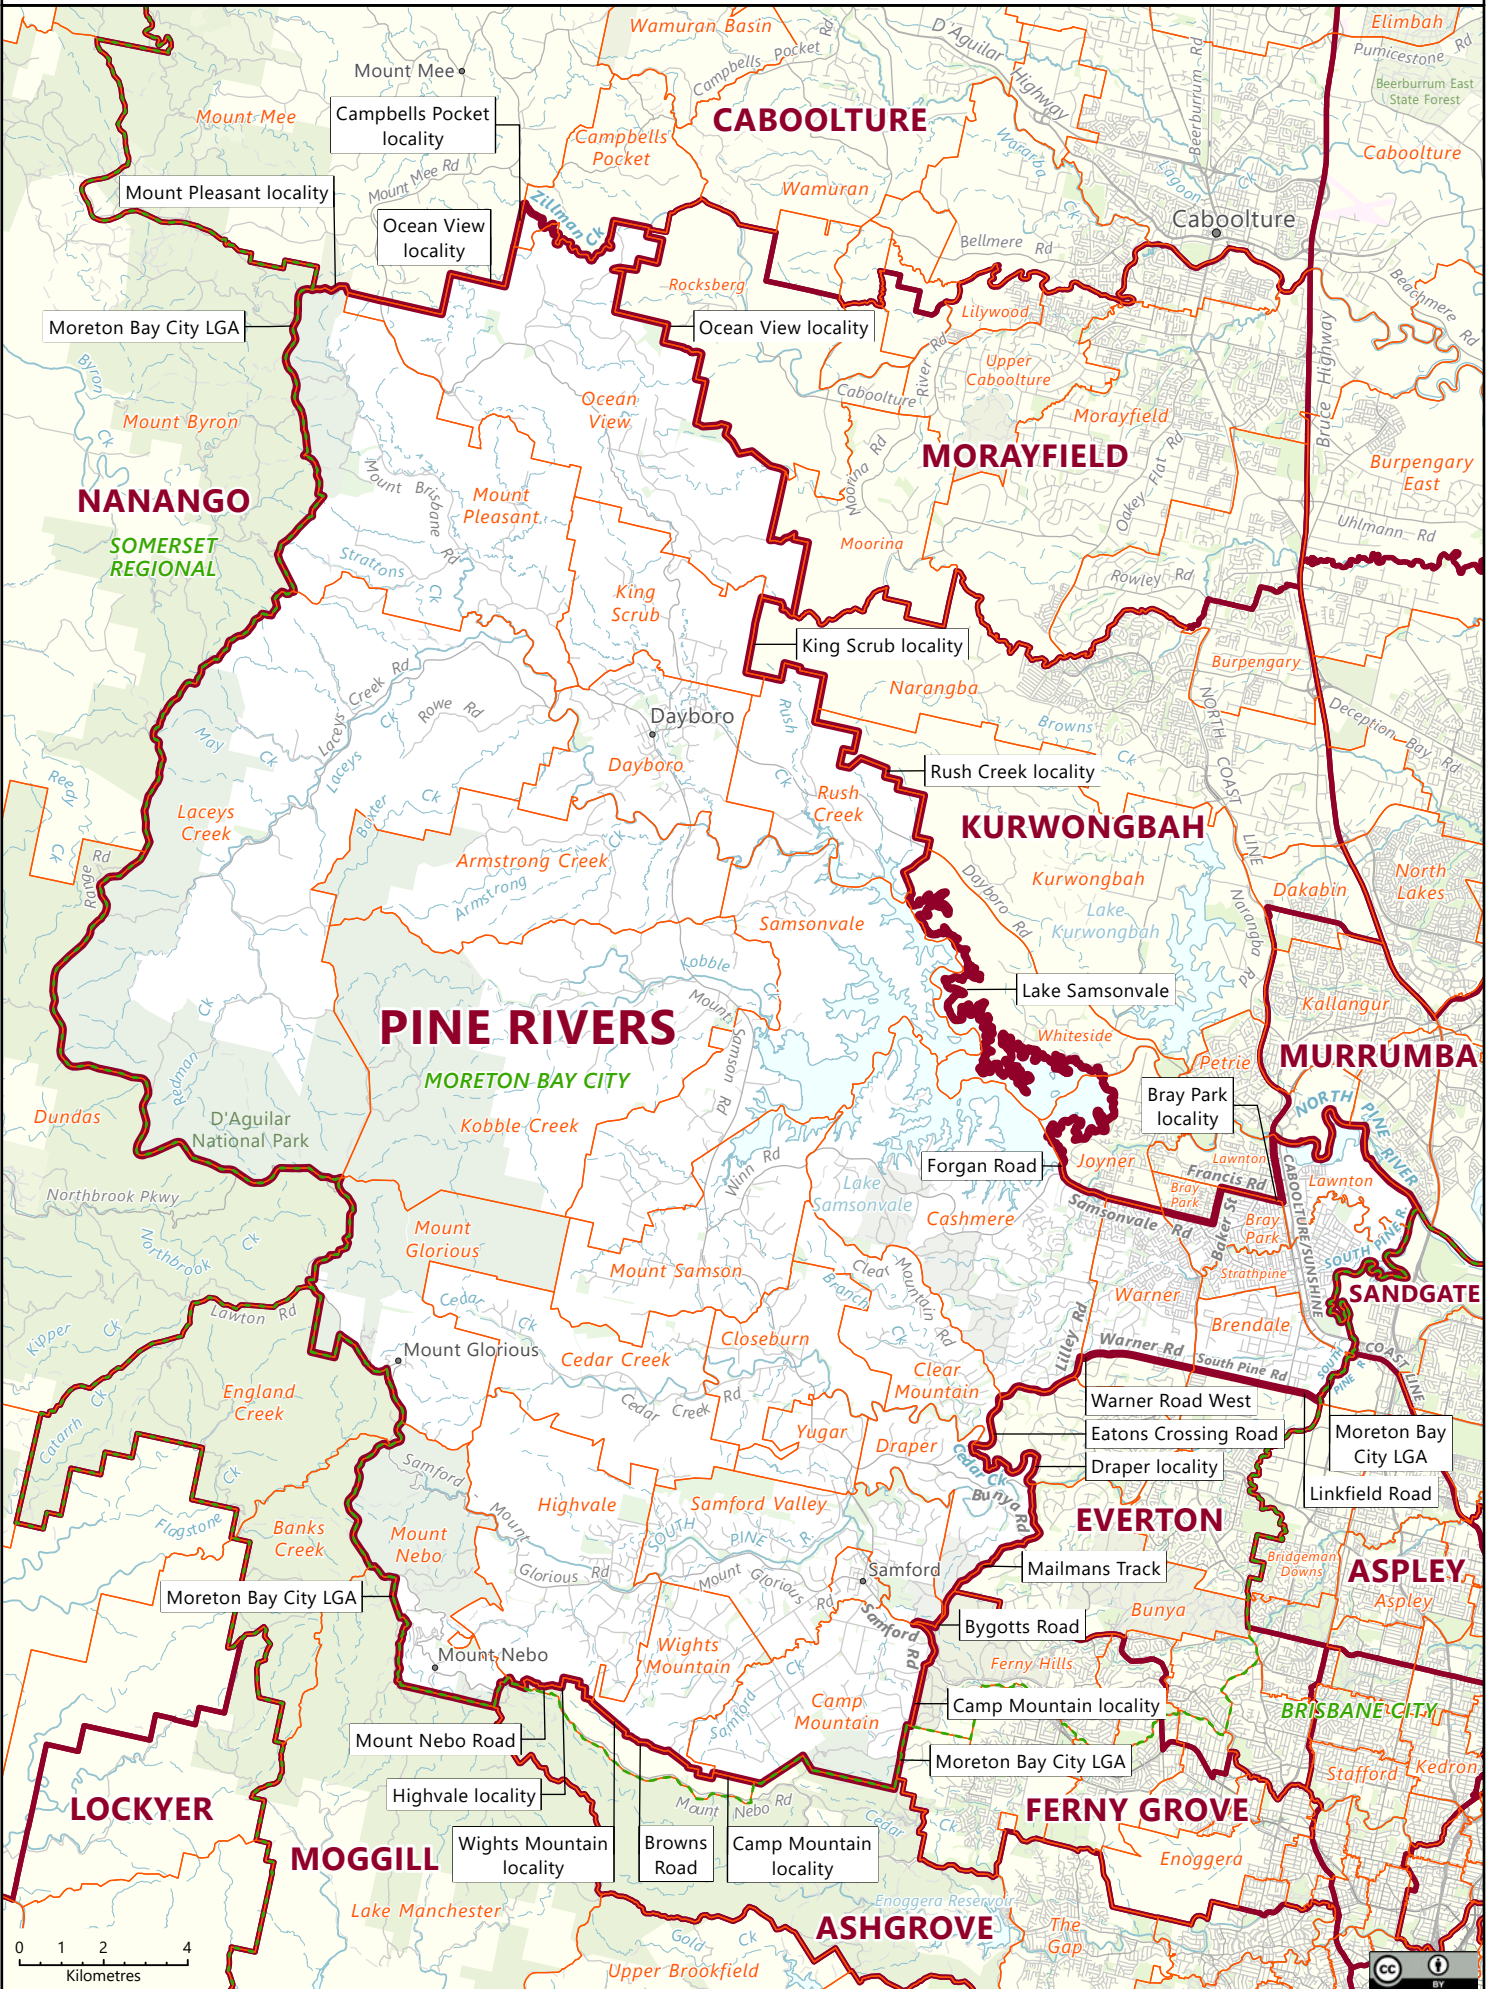 Wamuran Basin
D'Aguilar Highway
Elimbah
Pumicestone Rd
Beerburrum East
State Forest
Mount Mee
Campbells Pocket Rd
Beerburrum Rd
Mount Mee
Campbells Pocket
locality
CABOOLTURE
Campbells
Pocket
Wararba
Ck
Lagoon Ck
Caboolture
Mount Mee Rd
Mount Pleasant locality
Wamuran
Zillman Ck
Ocean View
locality
Caboolture
Bellmere Rd
Rocksberg
Beachmere Rd
Moreton Bay City LGA
Ocean View locality
Lilywood
Bruce Highway
Byron
Ck
Upper
Caboolture
River Rd
Caboolture
Ocean
View
Mount Byron
Morayfield
MORAYFIELD
Moorina Rd
Oakey Flat Rd
Burpengary
East
NANANGO
Mount Brisbane Rd
Mount
Pleasant
Uhlmann Rd
SOMERSET
REGIONAL
Moorina
Strattons
Ck
Rowley Rd
King
Scrub
King Scrub locality
Burpengary
Laceys Creek Rd
Narangba
Rowe Rd
Dayboro
Rush
Ck
Browns
Ck
NORTH COAST LINE
Deception Bay Rd
May
Ck
Laceys
Ck
Dayboro
Rush Creek locality
Reedy
Ck
Baxter
Ck
Rush
Creek
Laceys
Creek
KURWONGBAH
Range Rd
Armstrong Creek
Armstrong
Ck
Dayboro Rd
Kurwongbah
Lake
Kurwongbah
Narangba Rd
Dakabin
North
Lakes
Samsonvale
Kobble
Ck
Lake Samsonvale
Kallangur
Ck
Mount Samson Rd
PINE RIVERS
Whiteside
Petrie
MURRUMBA
MORETON BAY CITY
Redman
Bray Park
locality
NORTH PINE RIVER
Dundas
D'Aguilar
National Park
Kobble Creek
Forgan Road
Joyner
Lawnton
Francis Rd
Winn Rd
Bray
Park
Lawnton
Northbrook Pkwy
Lake
Samsonvale
Cashmere
Samsonvale Rd
Baker St
Bray
Park
CABOOLTURE/SUNSHINE
COAST LINE
SOUTH PINE R.
Northbrook
Ck
Mount
Glorious
Mount Samson
Clear Mountain Rd
Branch
Ck
Strathpine
Warner
SANDGATE
Lawton Rd
Kipper
Ck
Cedar
Ck
Closeburn
Lilley Rd
Brendale
Mount Glorious
Cedar Creek
Warner Rd
South Pine Rd
SOUTH
PINE R.
England
Creek
Clear
Mountain
Cedar Creek Rd
Warner Road West
Catarrh
Ck
Yugar
Draper
Eatons Crossing Road
Moreton Bay
City LGA
Samford
Cedar Ck
Draper locality
Linkfield Road
Bunya Rd
Highvale
Samford Valley
Flagstone
Ck
Banks
Creek
Mount
Nebo
Mount
Glorious Rd
SOUTH
PINE R.
EVERTON
Bridgeman
Downs
Mailmans Track
ASPLEY
Mount Glorious
Rd
Samford
Moreton Bay City LGA
Aspley
Bunya
Bygotts Road
Samford Rd
Mount Nebo
Wights
Mountain
Ferny Hills
Camp Mountain locality
Samford
Ck
Camp
Mountain
BRISBANE CITY
Mount Nebo Road
Moreton Bay City LGA
Stafford
Kedron
Highvale locality
Mount Nebo Rd
LOCKYER
FERNY GROVE
Cedar
Ck
Wights Mountain
locality
Browns
Road
Camp Mountain
locality
MOGGILL
Enoggera
Lake Manchester
Enoggera Reservoir
ASHGROVE
The
Gap
Gold
Ck
Upper Brookfield
0 1 2 4
Kilometres
cc
BY